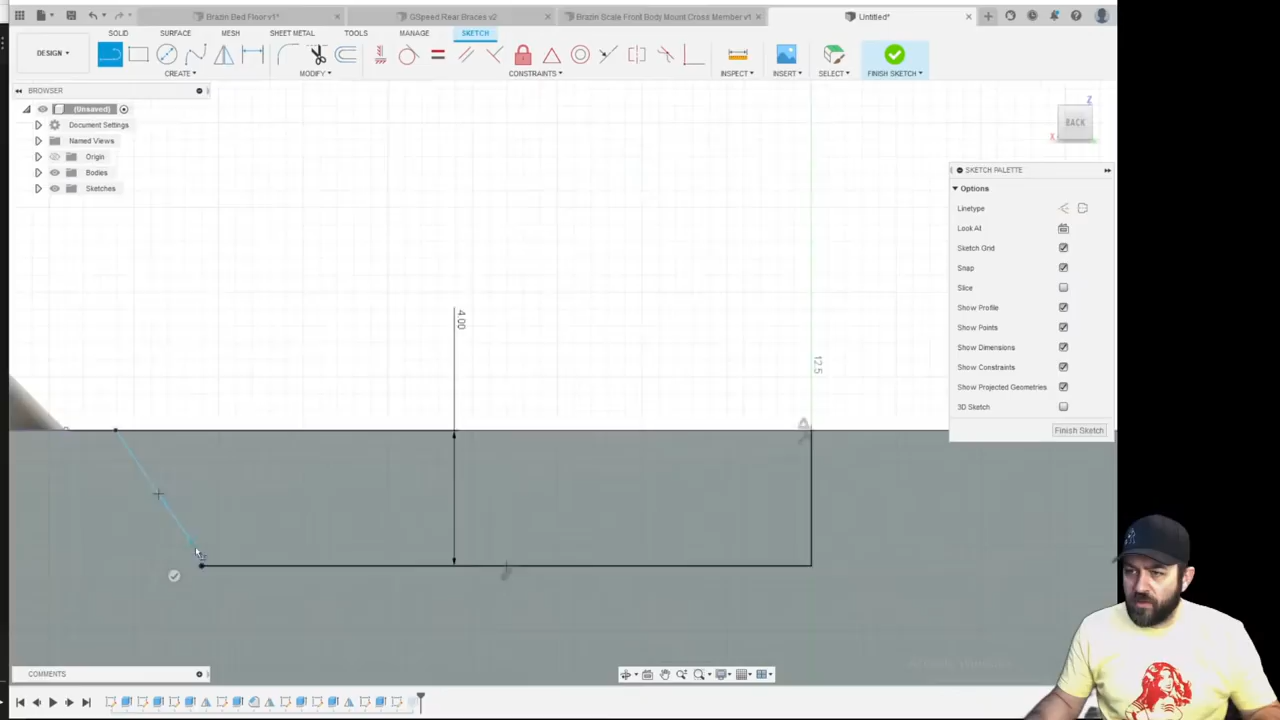 Brazin Bed Floor v1*
GSpeed Rear Braces v2
Brazin Scale Front Body Mount Cross Member v1
Untitled*
DESIGN
SOLID
SURFACE
MESH
SHEET METAL
TOOLS
MANAGE
SKETCH
CREATE
MODIFY
CONSTRAINTS
INSPECT
INSERT
SELECT
FINISH SKETCH
BROWSER
(Unsaved)
Document Settings
Named Views
Origin
Bodies
Sketches
Z
BACK
X
SKETCH PALETTE
Options
Linetype
Look At
Sketch Grid
Snap
Slice
Show Profile
Show Points
Show Dimensions
Show Constraints
Show Projected Geometries
3D Sketch
Finish Sketch
4.00
12.5
COMMENTS